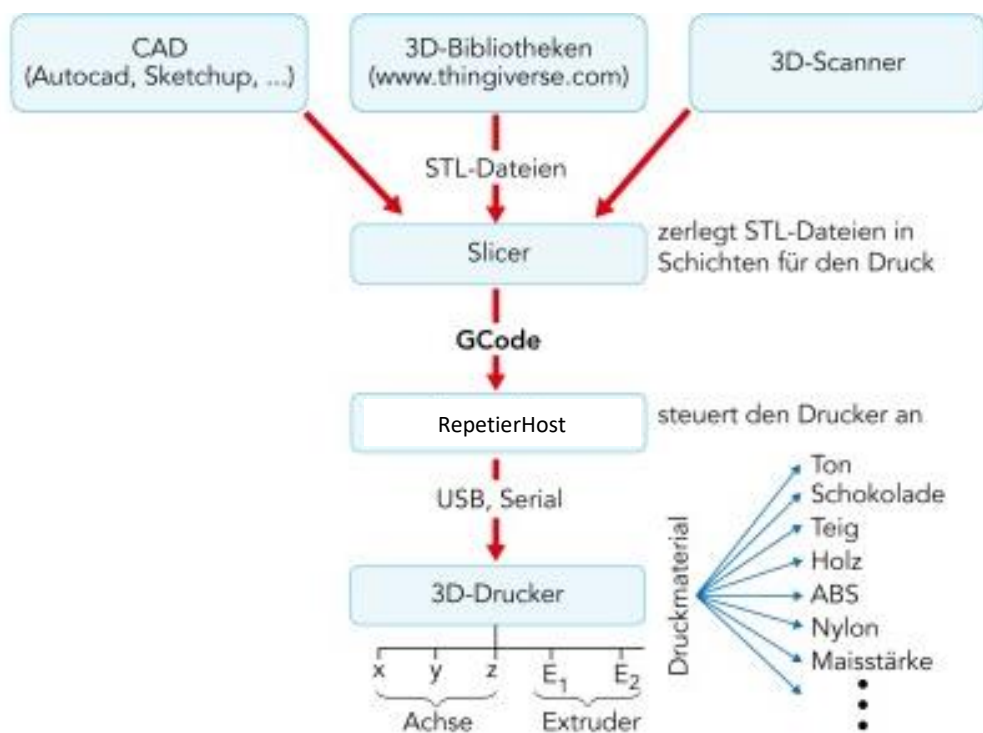 CAD
(Autocad, Sketchup, ...)
3D-Bibliotheken
(www.thingiverse.com)
3D-Scanner
STL-Dateien
Slicer
zerlegt STL-Dateien in
Schichten für den Druck
GCode
RepetierHost
steuert den Drucker an
USB, Serial
3D-Drucker
x y z E1 E2
Achse Extruder
Druckmaterial
Ton
Schokolade
Teig
Holz
ABS
Nylon
Maisstärke